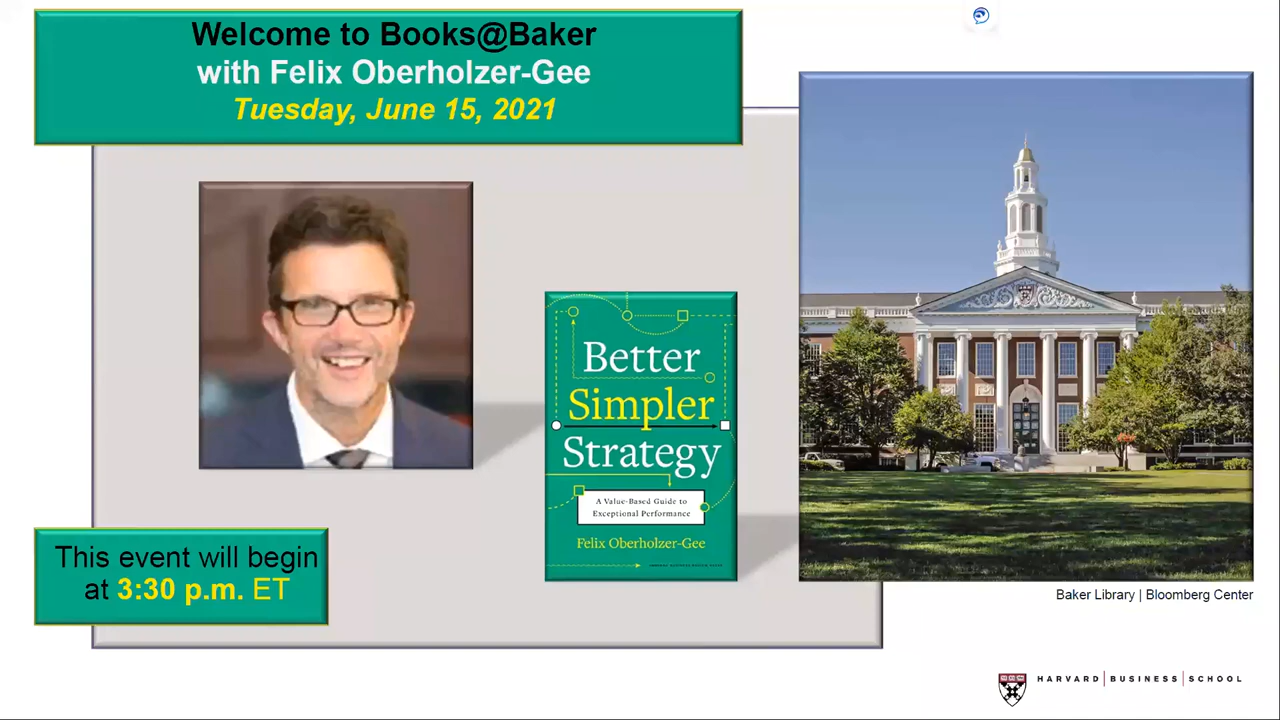 Welcome to Books@Baker
with Felix Oberholzer-Gee
Tuesday, June 15, 2021
Better
Simpler
Strategy
A Value-Based Guide to
Exceptional Performance
Felix Oberholzer-Gee
This event will begin
at 3:30 p.m. ET
Baker Library | Bloomberg Center
HARVARD | BUSINESS | SCHOOL